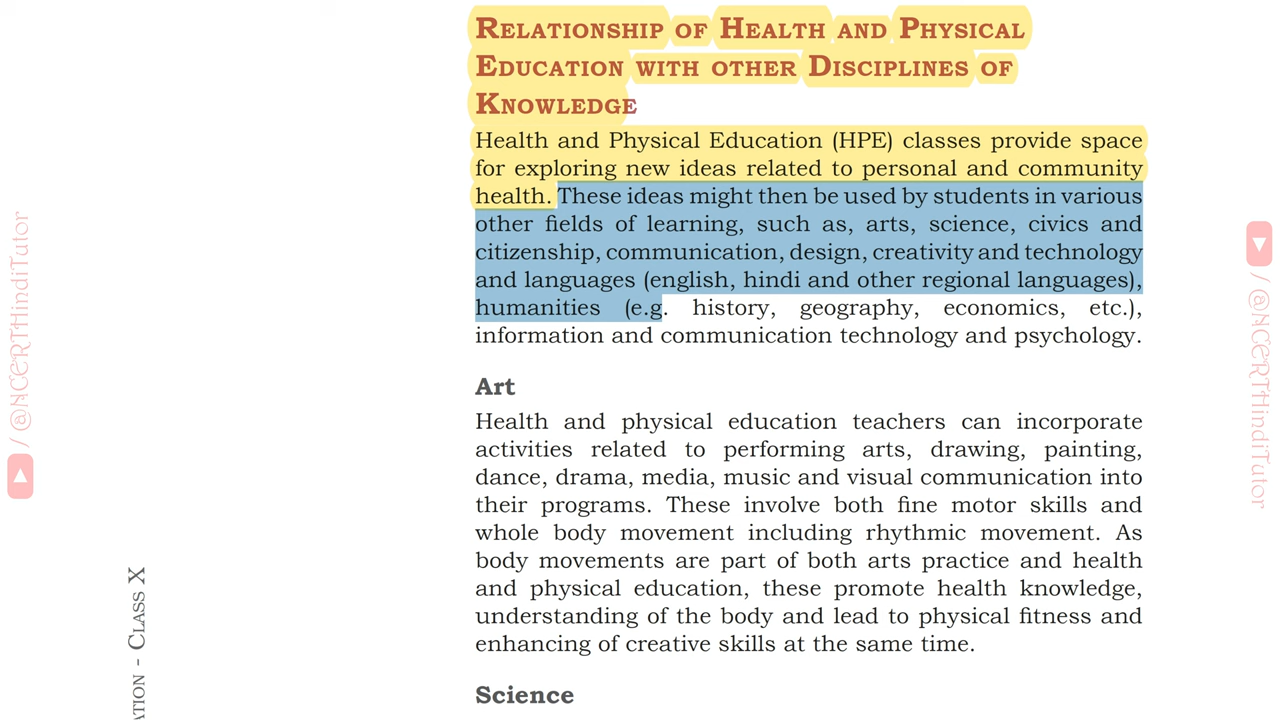 RELATIONSHIP OF HEALTH AND PHYSICAL
EDUCATION WITH OTHER DISCIPLINES OF
KNOWLEDGE
Health and Physical Education (HPE) classes provide space
for exploring new ideas related to personal and community
health. These ideas might then be used by students in various
other fields of learning, such as, arts, science, civics and
citizenship, communication, design, creativity and technology
and languages (english, hindi and other regional languages),
humanities (e.g. history, geography, economics, etc.),
information and communication technology and psychology.
Art
Health and physical education teachers can incorporate
activities related to performing arts, drawing, painting,
dance, drama, media, music and visual communication into
their programs. These involve both fine motor skills and
whole body movement including rhythmic movement. As
body movements are part of both arts practice and health
and physical education, these promote health knowledge,
understanding of the body and lead to physical fitness and
enhancing of creative skills at the same time.
Science
ATION - CLASS X
/ @NCERTHindiTutor
/ @NCERTHindiTutor